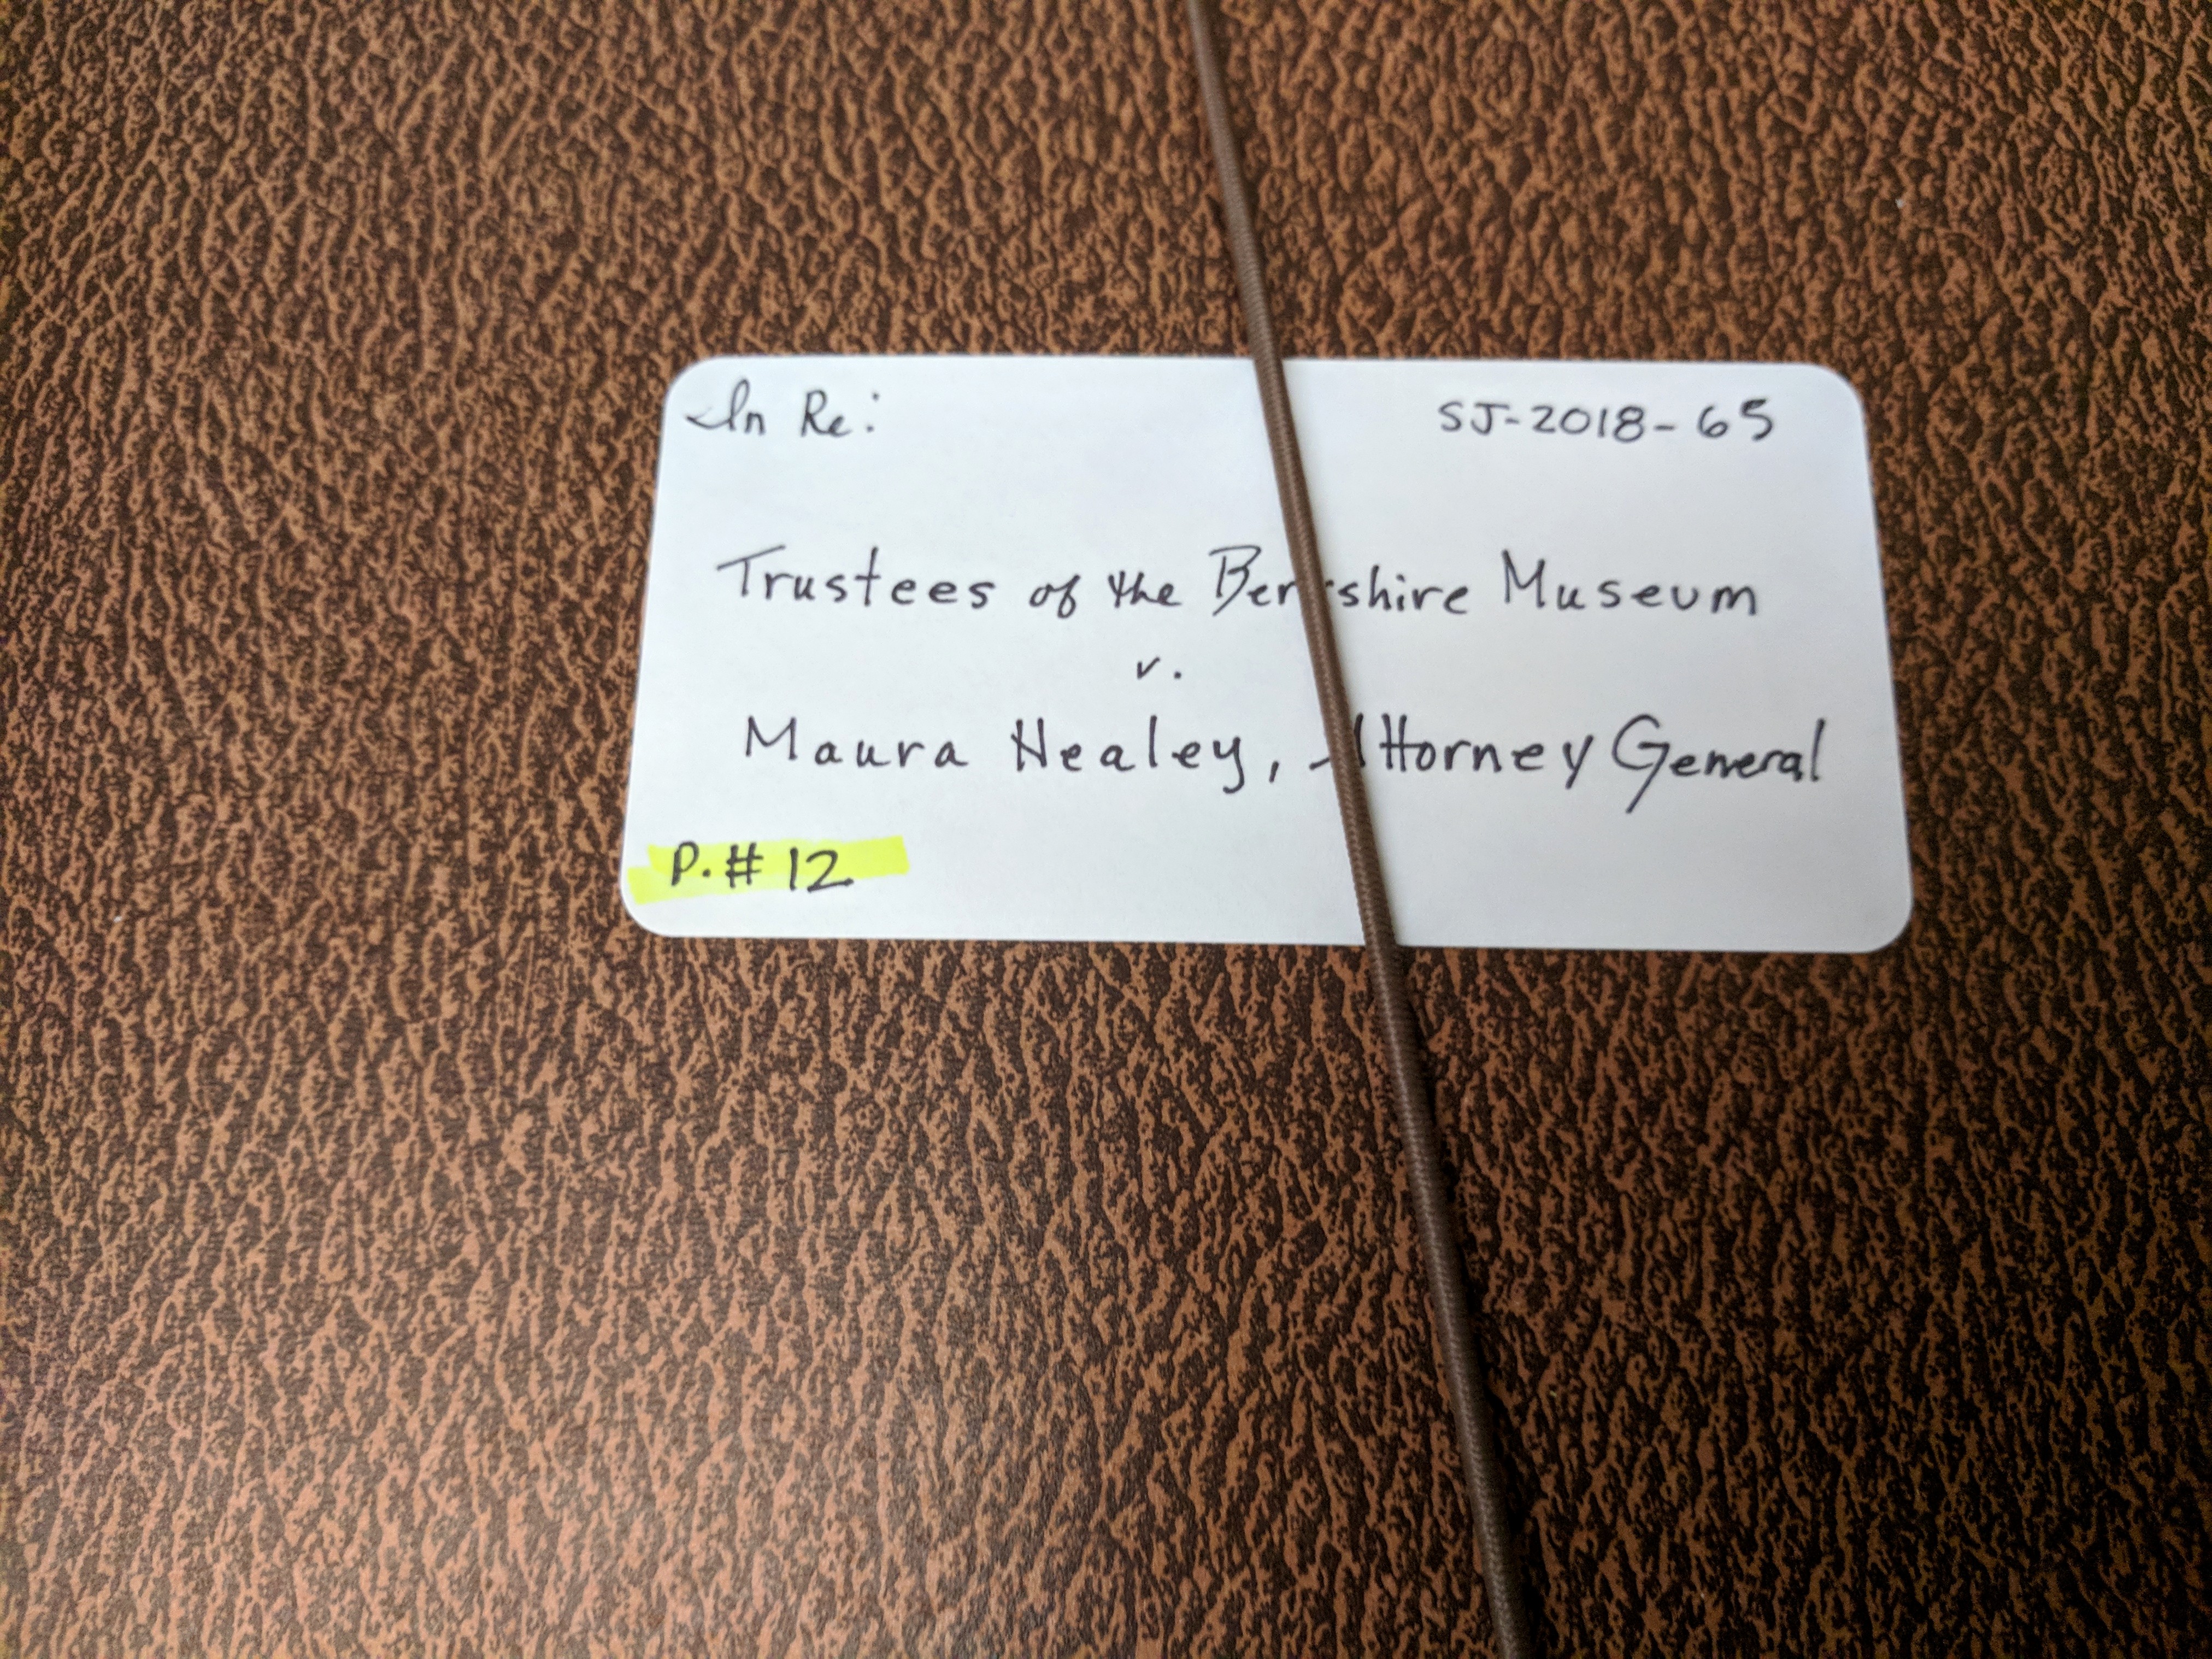 In Re: SJ-2018-65
Trustees of the Berkshire Museum
v.
Maura Healey, Attorney General
P. # 12